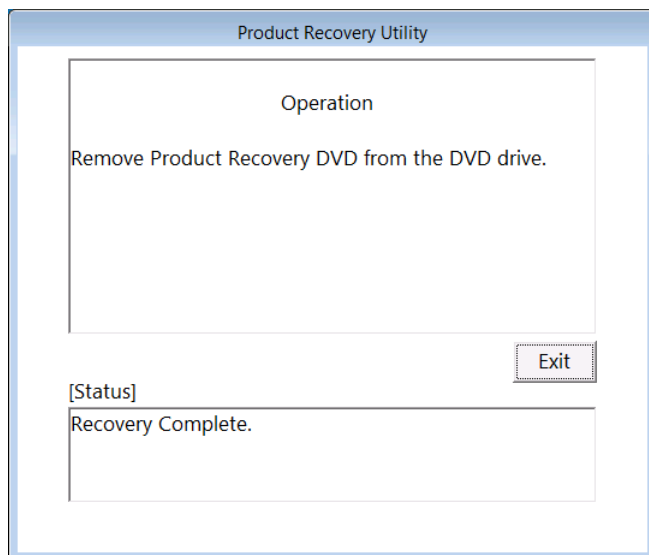 Product Recovery Utility
Operation
Remove Product Recovery DVD from the DVD drive.
Exit
[Status]
Recovery Complete.